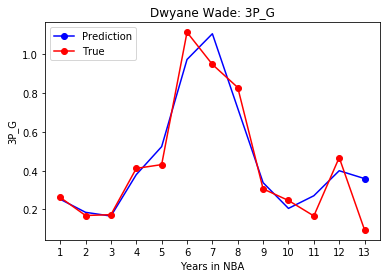 Dwyane Wade: 3P_G
Prediction
True
3P_G
1.0
0.8
0.6
0.4
0.2
1 2 3 4 5 6 7 8 9 10 11 12 13
Years in NBA